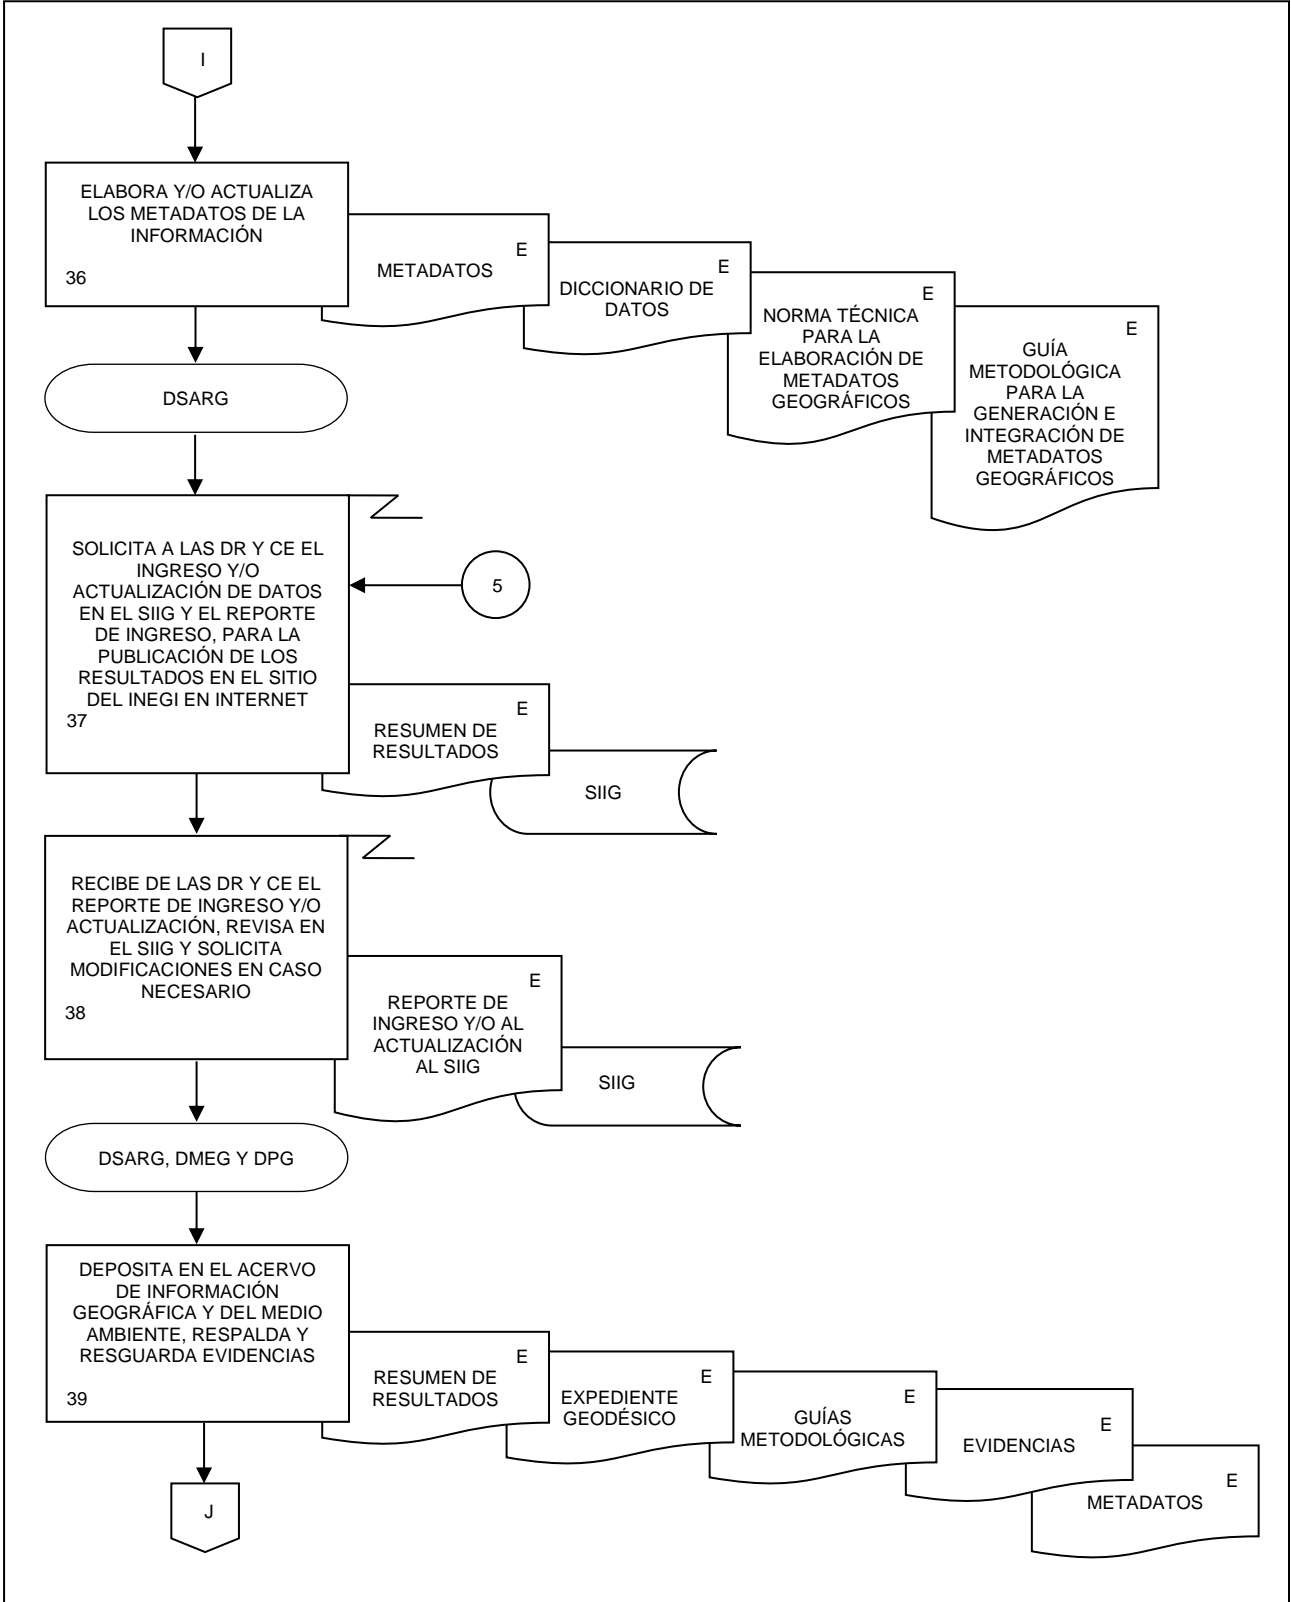 I
ELABORA Y/O ACTUALIZA
LOS METADATOS DE LA
INFORMACIÓN
36
E
METADATOS
E
DICCIONARIO DE
DATOS
E
NORMA TÉCNICA
PARA LA
ELABORACIÓN DE
METADATOS
GEOGRÁFICOS
E
GUÍA
METODOLÓGICA
PARA LA
GENERACIÓN E
INTEGRACIÓN DE
METADATOS
GEOGRÁFICOS
DSARG
SOLICITA A LAS DR Y CE EL
INGRESO Y/O
ACTUALIZACIÓN DE DATOS
EN EL SIIG Y EL REPORTE
DE INGRESO, PARA LA
PUBLICACIÓN DE LOS
RESULTADOS EN EL SITIO
DEL INEGI EN INTERNET
37
5
E
RESUMEN DE
RESULTADOS
SIIG
RECIBE DE LAS DR Y CE EL
REPORTE DE INGRESO Y/O
ACTUALIZACIÓN, REVISA EN
EL SIIG Y SOLICITA
MODIFICACIONES EN CASO
NECESARIO
38
E
REPORTE DE
INGRESO Y/O AL
ACTUALIZACIÓN
AL SIIG
SIIG
DSARG, DMEG Y DPG
DEPOSITA EN EL ACERVO
DE INFORMACIÓN
GEOGRÁFICA Y DEL MEDIO
AMBIENTE, RESPALDA Y
RESGUARDA EVIDENCIAS
39
E
RESUMEN DE
RESULTADOS
E
EXPEDIENTE
GEODÉSICO
E
GUÍAS
METODOLÓGICAS
E
EVIDENCIAS
E
METADATOS
J